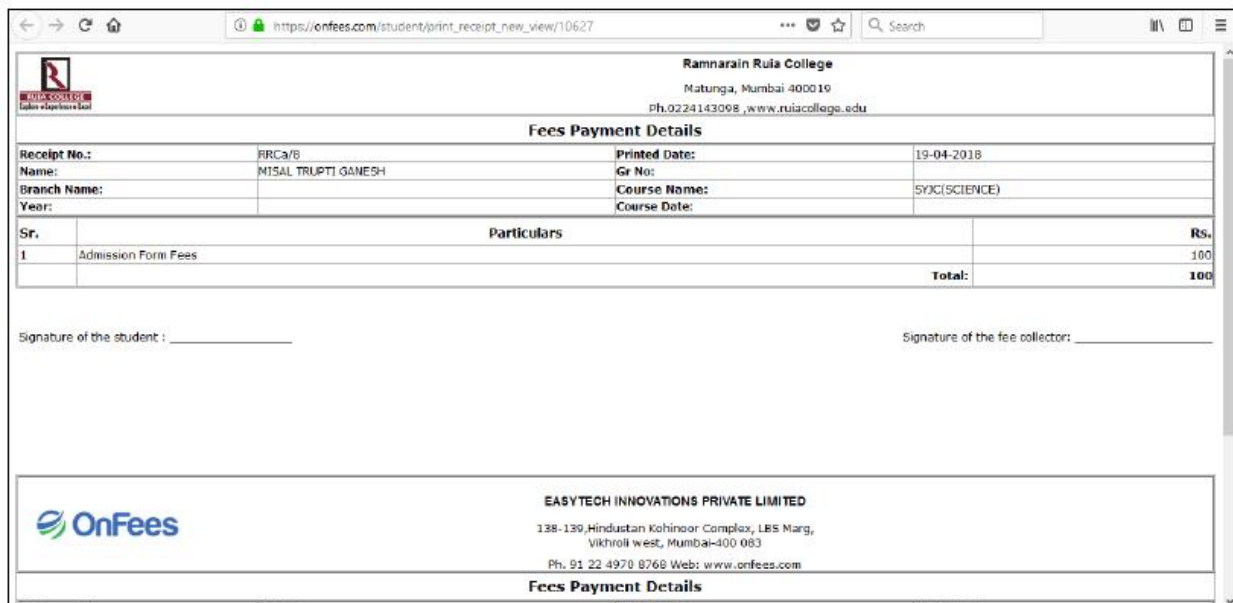 https://onfees.com/student/print_receipt_new_view/10627
Search
RUIA COLLEGE
Ramnarain Ruia College
Matunga, Mumbai 400019
Ph.0224143098 ,www.ruiacollege.edu
Fees Payment Details
Receipt No.: RRCa/8 Printed Date: 19-04-2018
Name: MISAL TRUPTI GANESH Gr No:
Branch Name: Course Name: SYJC(SCIENCE)
Year: Course Date:
Sr. Particulars Rs.
1 Admission Form Fees 100
Total: 100
Signature of the student : Signature of the fee collector:
OnFees
EASYTECH INNOVATIONS PRIVATE LIMITED
138-139,Hindustan Kohinoor Complex, LBS Marg,
Vikhroli west, Mumbai-400 083
Ph. 91 22 4970 8768 Web: www.onfees.com
Fees Payment Details